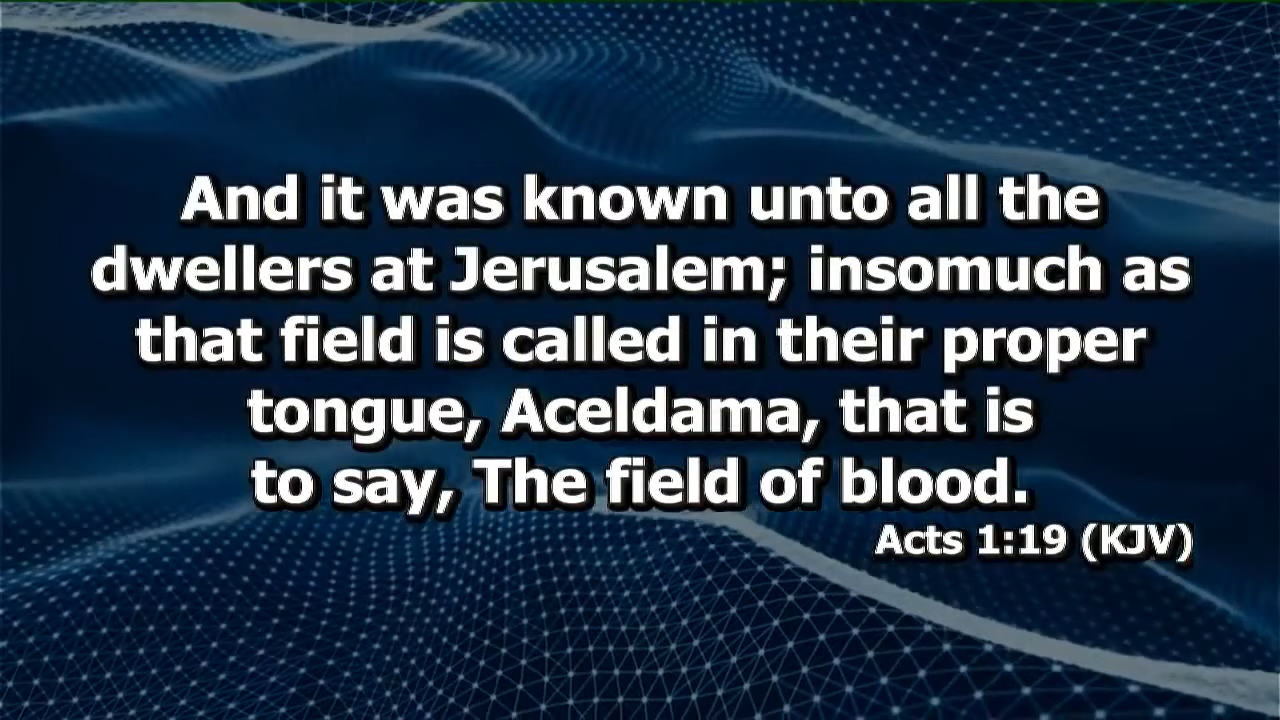 And it was known unto all the
dwellers at Jerusalem; insomuch as
that field is called in their proper
tongue, Aceldama, that is
to say, The field of blood.
Acts 1:19 (KJV)